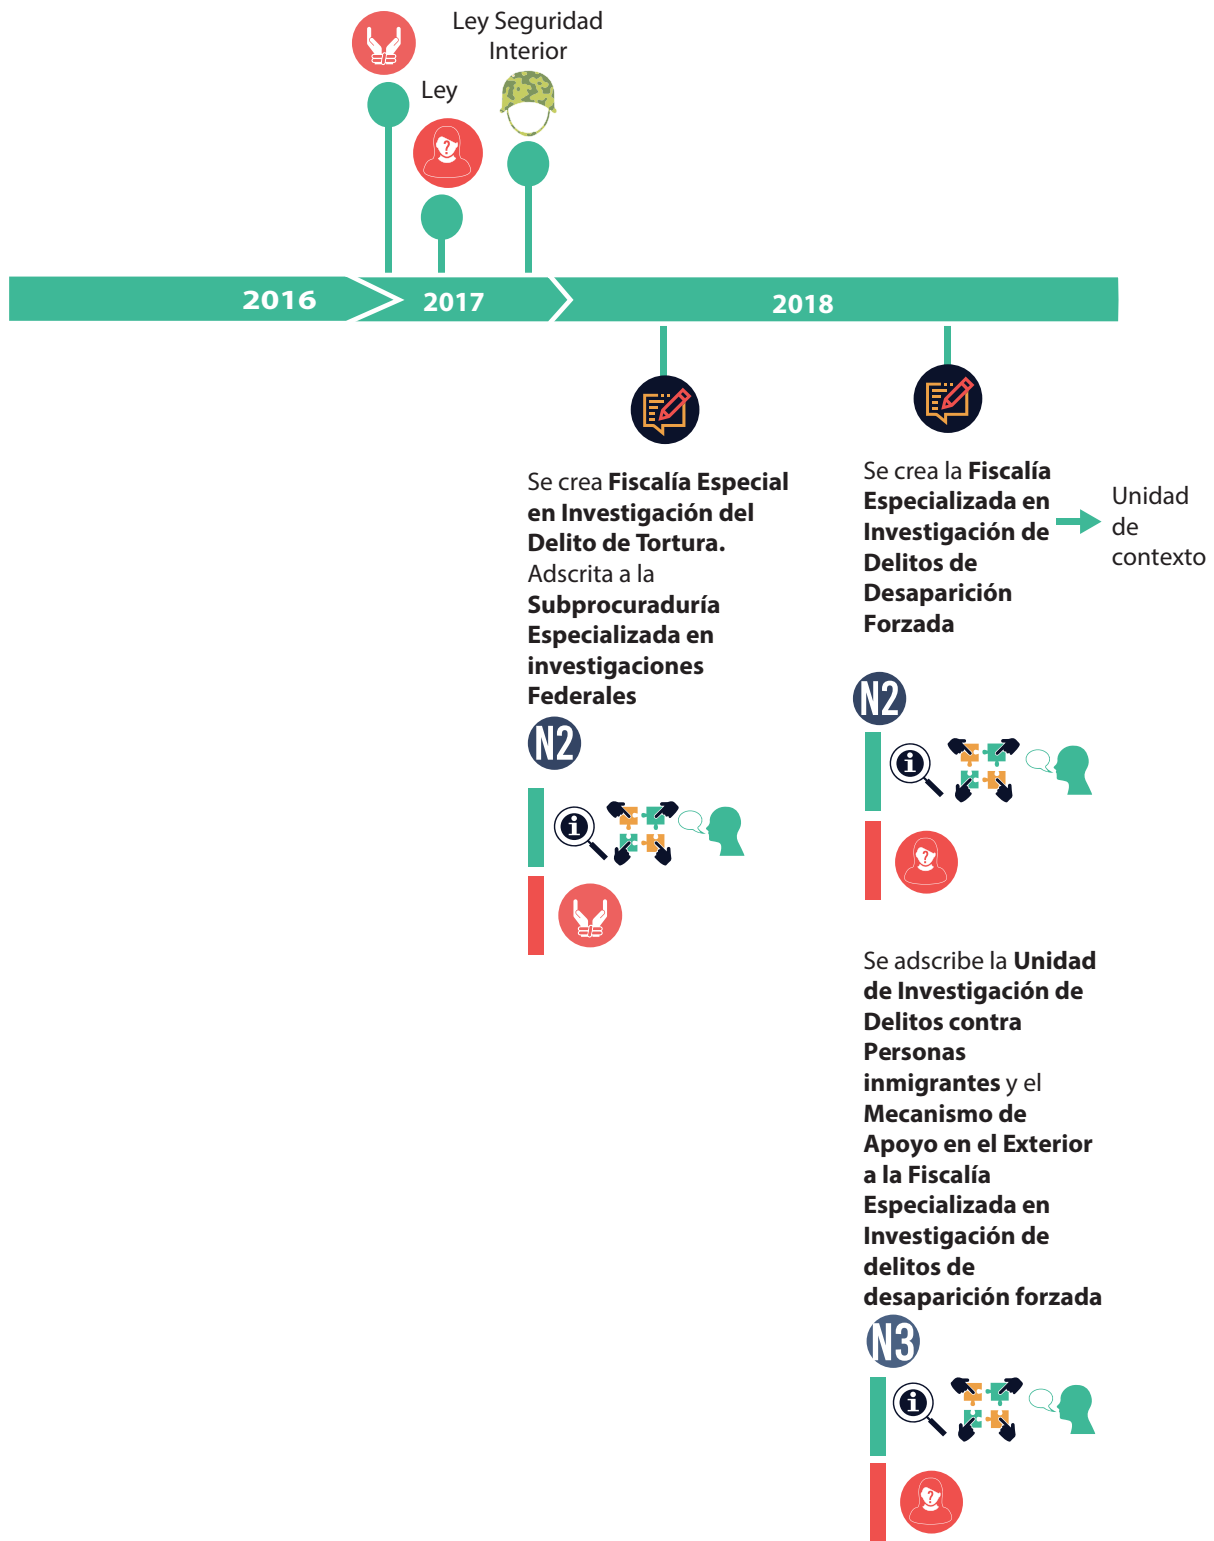 Ley Seguridad
Interior
Ley
?
2016
2017
2018
Se crea Fiscalía Especial
en Investigación del
Delito de Tortura.
Adscrita a la
Subprocuraduría
Especializada en
investigaciones
Federales
N2
i
Se crea la Fiscalía
Especializada en
Investigación de
Delitos de
Desaparición
Forzada
Unidad
de
contexto
N2
i
?
Se adscribe la Unidad
de Investigación de
Delitos contra
Personas
inmigrantes y el
Mecanismo de
Apoyo en el Exterior
a la Fiscalía
Especializada en
Investigación de
delitos de
desaparición forzada
N3
i
?